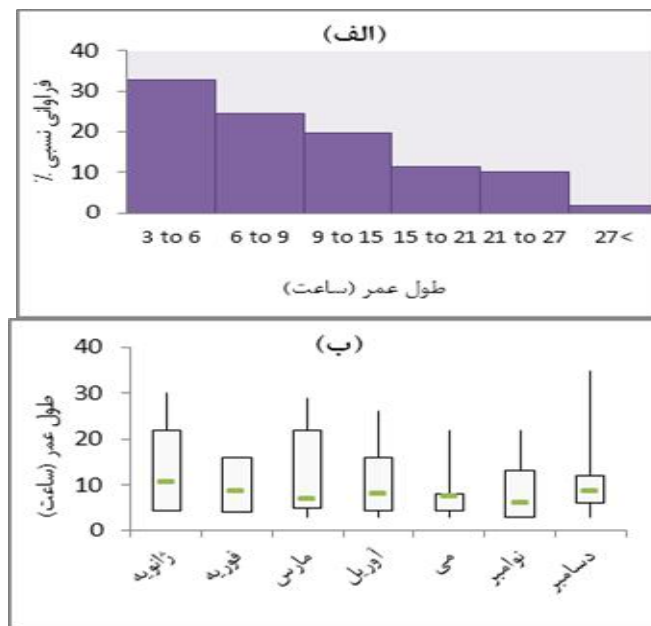 (الف)
فراوانی نسبی %
40
30
20
10
0
3 to 6 6 to 9 9 to 15 15 to 21 21 to 27 27<
طول عمر (ساعت)
(ب)
طول عمر (ساعت)
40
30
20
10
0
ژانویه فوریه مارس آوریل می نوامبر دسامبر